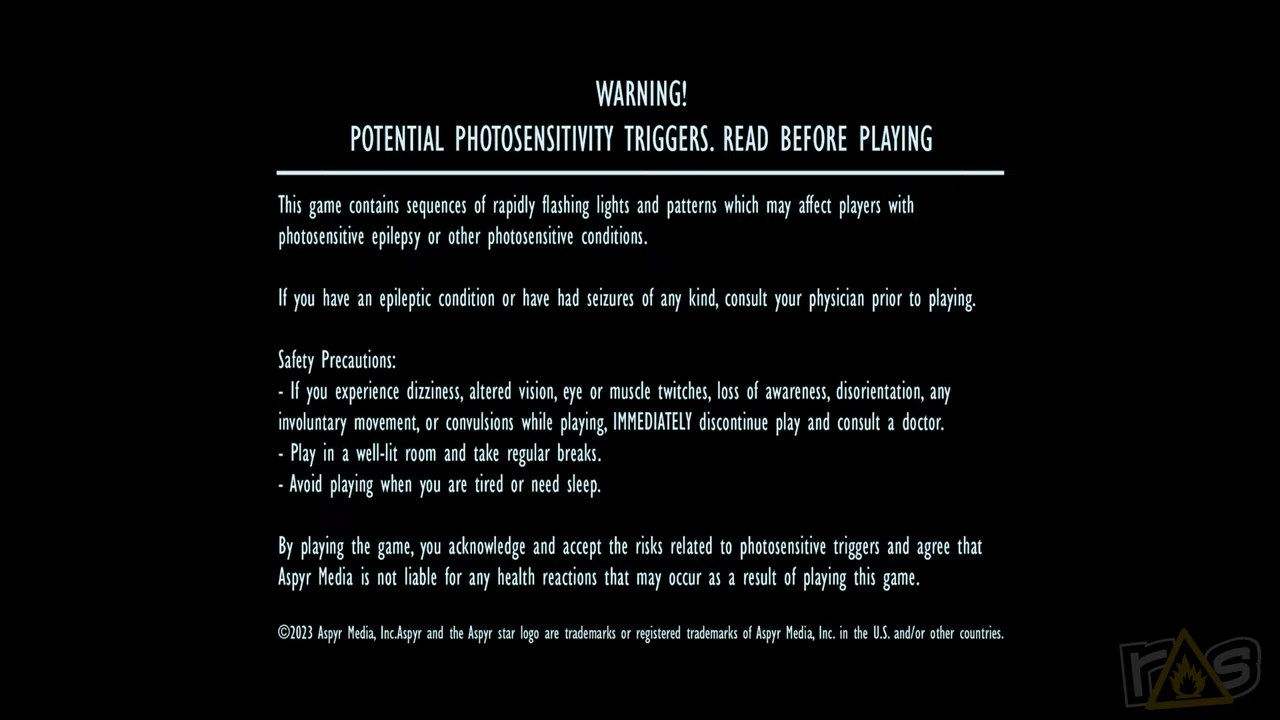 WARNING!
POTENTIAL PHOTOSENSITIVITY TRIGGERS. READ BEFORE PLAYING
This game contains sequences of rapidly flashing lights and patterns which may affect players with
photosensitive epilepsy or other photosensitive conditions.
If you have an epileptic condition or have had seizures of any kind, consult your physician prior to playing.
Safety Precautions:
- If you experience dizziness, altered vision, eye or muscle twitches, loss of awareness, disorientation, any
involuntary movement, or convulsions while playing, IMMEDIATELY discontinue play and consult a doctor.
- Play in a well-lit room and take regular breaks.
- Avoid playing when you are tired or need sleep.
By playing the game, you acknowledge and accept the risks related to photosensitive triggers and agree that
Aspyr Media is not liable for any health reactions that may occur as a result of playing this game.
©2023 Aspyr Media, Inc.Aspyr and the Aspyr star logo are trademarks or registered trademarks of Aspyr Media, Inc. in the U.S. and/or other countries.